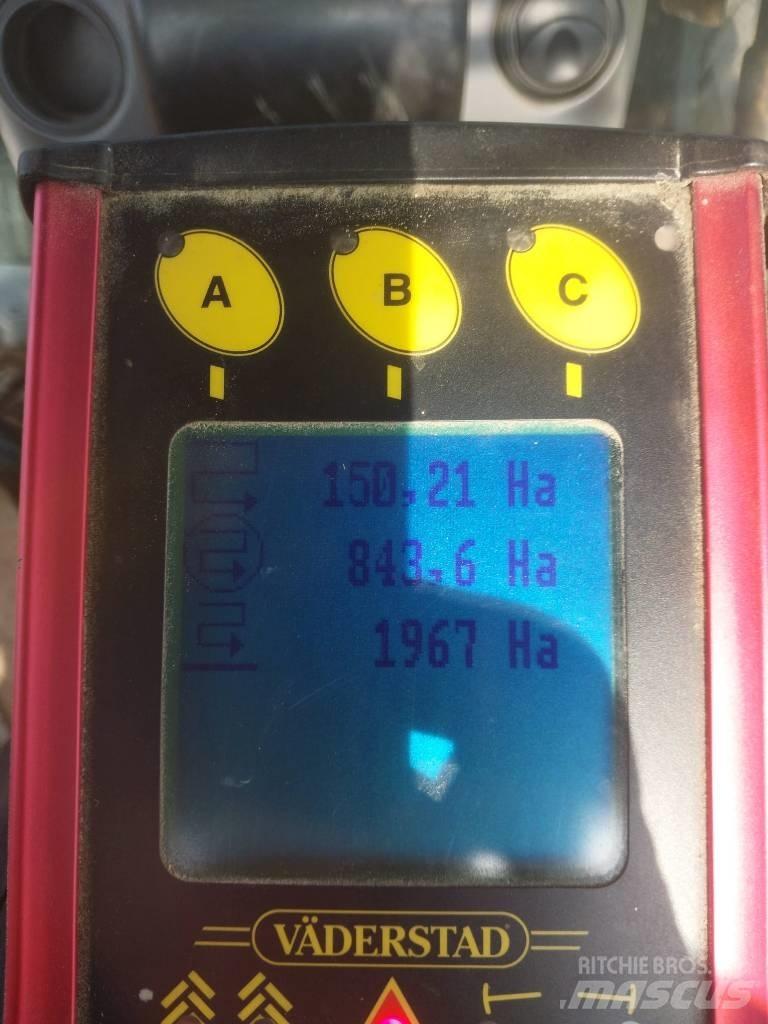 A B C
150,21 Ha
843,6 Ha
1967 Ha
VÄDERSTAD
RITCHIE BROS.
MASCUS